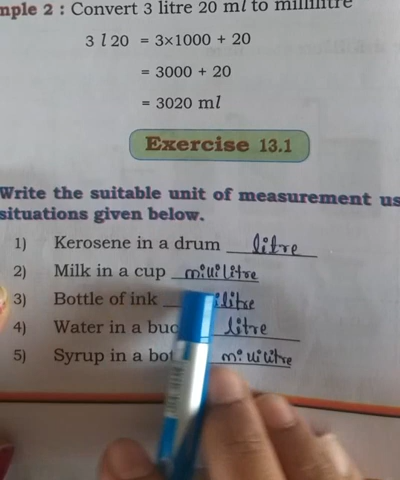 mple 2 : Convert 3 litre 20 ml to millilitre
3 l 20 = 3×1000 + 20
= 3000 + 20
= 3020 ml
Exercise 13.1
Write the suitable unit of measurement us
situations given below.
1) Kerosene in a drum litre
2) Milk in a cup millilitre
3) Bottle of ink ilitre
4) Water in a buc litre
5) Syrup in a bot millilitre